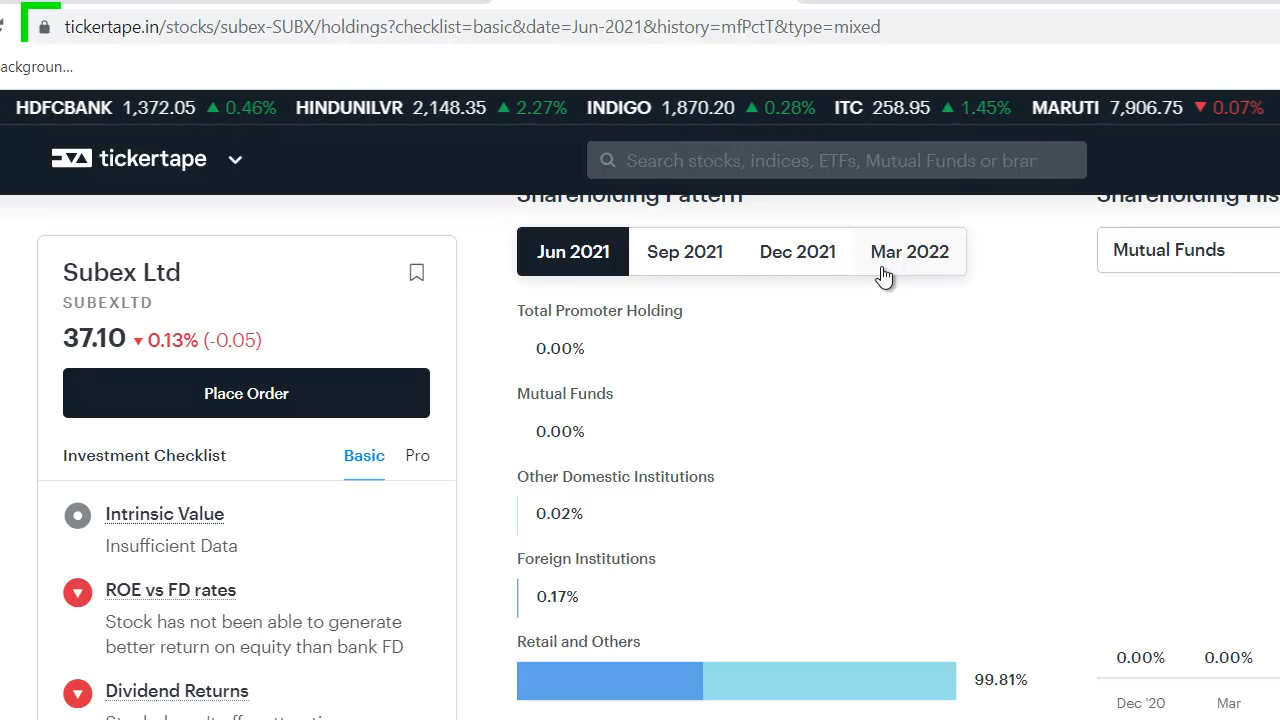 tickertape.in/stocks/subex-SUBX/holdings?checklist=basic&date=Jun-2021&history=mfPctT&type=mixed
ackgroun...
HDFCBANK 1,372.05 ▲ 0.46% HINDUNILVR 2,148.35 ▲ 2.27% INDIGO 1,870.20 ▲ 0.28% ITC 258.95 ▲ 1.45% MARUTI 7,906.75 ▼ 0.07%
tickertape
Search stocks, indices, ETFs, Mutual Funds or bran
Shareholding Pattern
Shareholding His
Jun 2021 Sep 2021 Dec 2021 Mar 2022
Mutual Funds
Subex Ltd
SUBEXLTD
37.10 ▼ 0.13% (-0.05)
Place Order
Investment Checklist Basic Pro
Intrinsic Value
Insufficient Data
ROE vs FD rates
Stock has not been able to generate
better return on equity than bank FD
Dividend Returns
Total Promoter Holding
0.00%
Mutual Funds
0.00%
Other Domestic Institutions
0.02%
Foreign Institutions
0.17%
Retail and Others
99.81%
0.00% 0.00%
Dec '20 Mar